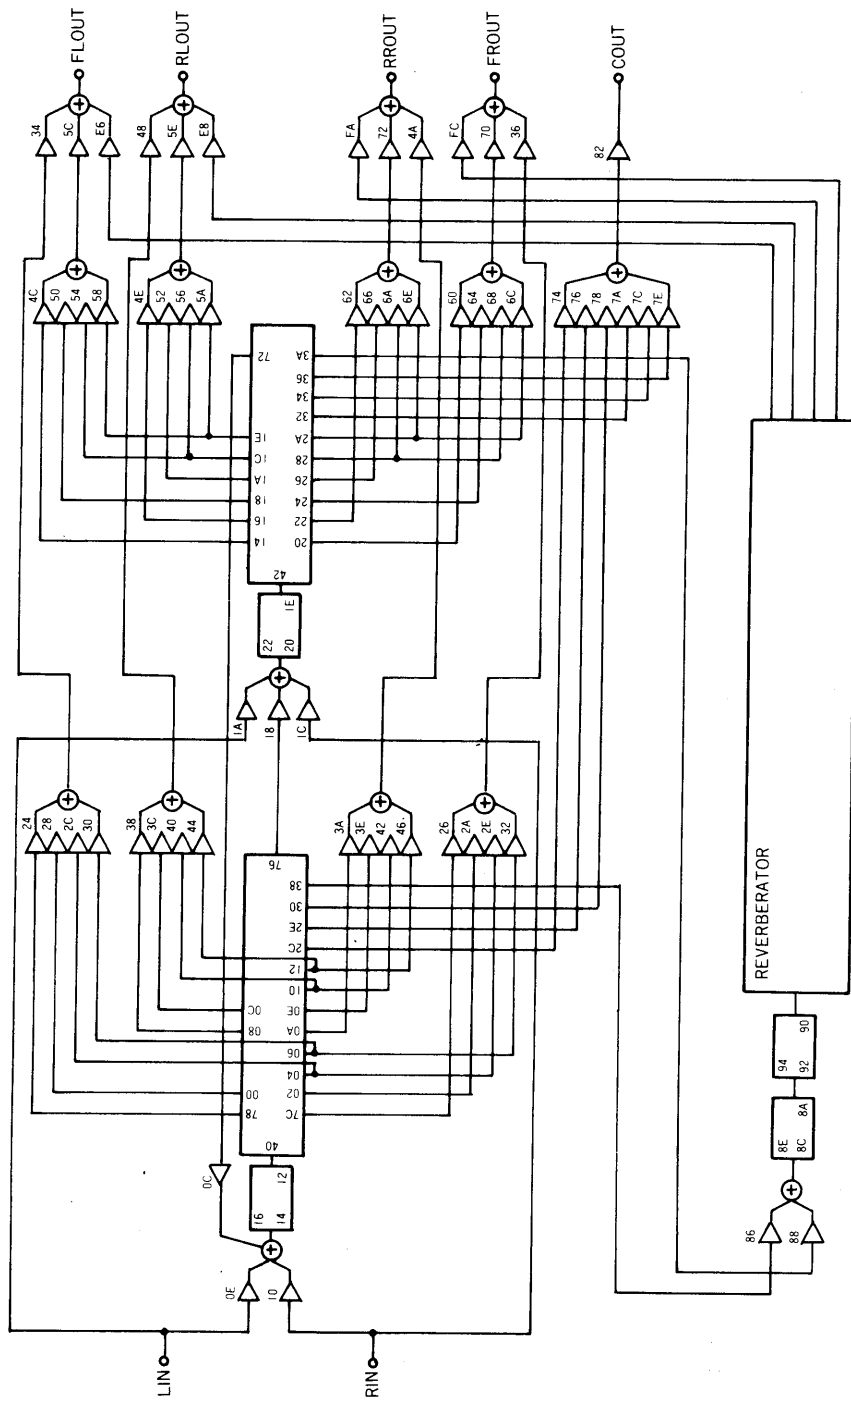 FLOUT
RLOUT
RROUT
FROUT
COUT
34
5C
E6
48
5E
E8
FA
72
4A
FC
70
36
82
4C
50
54
58
4E
52
56
5A
62
66
6A
6E
60
64
68
6C
74
76
78
7A
7C
7E
72
1E
1C
1A
18
16
14
3A
36
34
32
2A
28
26
24
22
20
42
22
20
1E
1A
18
1C
24
28
2C
30
38
3C
40
44
3A
3E
42
46
26
2A
2E
32
76
0C
08
00
78
38
30
2E
2C
12
10
0E
0A
06
04
02
7C
40
0C
16
14
12
0E
10
LIN
RIN
REVERBERATOR
94
92
90
8E
8C
8A
86
88